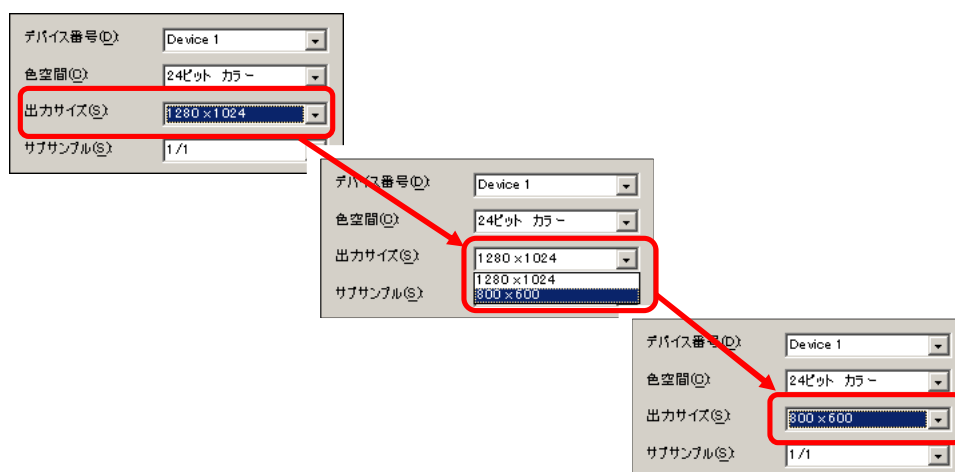 デバイス番号(D): Device 1
色空間(C): 24ビット カラー
出力サイズ(S): 1280×1024
サブサンプル(S): 1/1
デバイス番号(D): Device 1
色空間(C): 24ビット カラー
出力サイズ(S): 1280×1024
1280×1024
サブサンプル(S): 800×600
デバイス番号(D): Device 1
色空間(C): 24ビット カラー
出力サイズ(S): 800×600
サブサンプル(S): 1/1